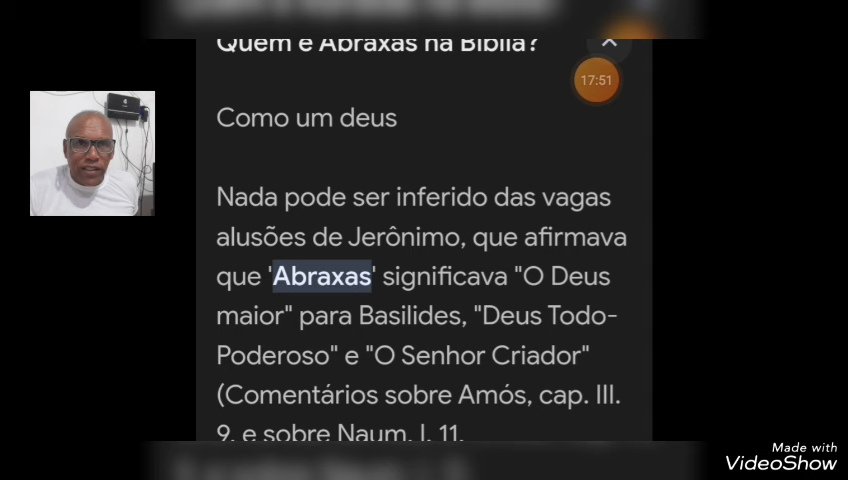 Quem é Abraxas na Bíblia?
17:51
Como um deus
Nada pode ser inferido das vagas
alusões de Jerônimo, que afirmava
que 'Abraxas' significava "O Deus
maior" para Basilides, "Deus Todo-
Poderoso" e "O Senhor Criador"
(Comentários sobre Amós, cap. III.
9, e sobre Naum, I. 11.
Made with
VideoShow